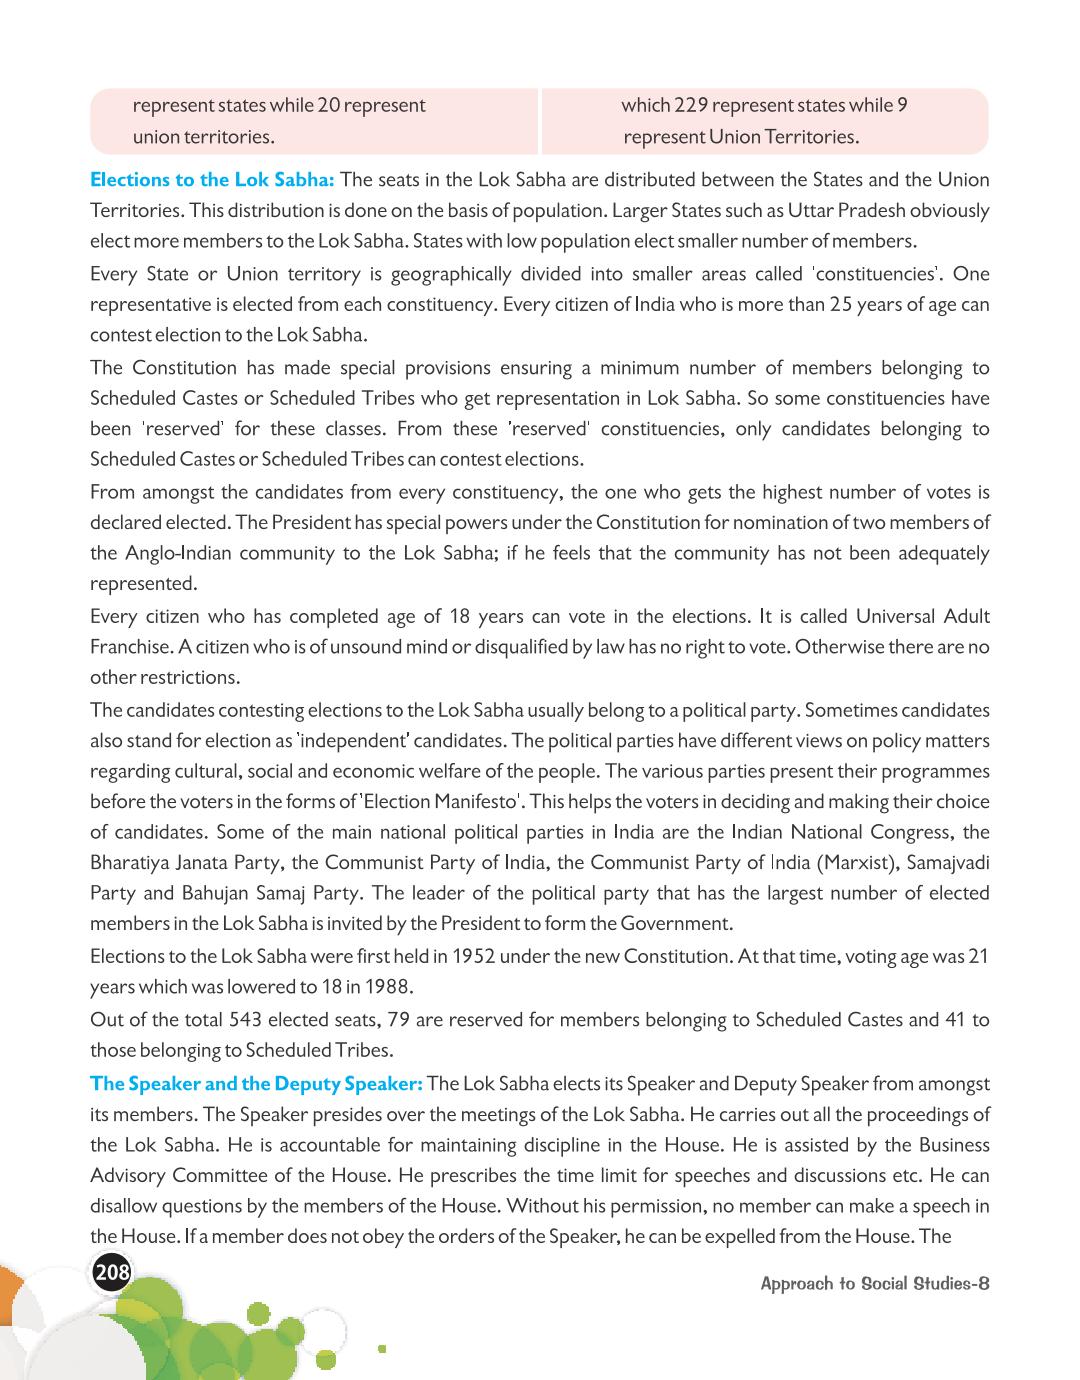 represent states while 20 represent
union territories.
which 229 represent states while 9
represent Union Territories.
Elections to the Lok Sabha: The seats in the Lok Sabha are distributed between the States and the Union
Territories. This distribution is done on the basis of population. Larger States such as Uttar Pradesh obviously
elect more members to the Lok Sabha. States with low population elect smaller number of members.
Every State or Union territory is geographically divided into smaller areas called 'constituencies'. One
representative is elected from each constituency. Every citizen of India who is more than 25 years of age can
contest election to the Lok Sabha.
The Constitution has made special provisions ensuring a minimum number of members belonging to
Scheduled Castes or Scheduled Tribes who get representation in Lok Sabha. So some constituencies have
been 'reserved' for these classes. From these 'reserved' constituencies, only candidates belonging to
Scheduled Castes or Scheduled Tribes can contest elections.
From amongst the candidates from every constituency, the one who gets the highest number of votes is
declared elected. The President has special powers under the Constitution for nomination of two members of
the Anglo-Indian community to the Lok Sabha; if he feels that the community has not been adequately
represented.
Every citizen who has completed age of 18 years can vote in the elections. It is called Universal Adult
Franchise. A citizen who is of unsound mind or disqualified by law has no right to vote. Otherwise there are no
other restrictions.
The candidates contesting elections to the Lok Sabha usually belong to a political party. Sometimes candidates
also stand for election as 'independent' candidates. The political parties have different views on policy matters
regarding cultural, social and economic welfare of the people. The various parties present their programmes
before the voters in the forms of 'Election Manifesto'. This helps the voters in deciding and making their choice
of candidates. Some of the main national political parties in India are the Indian National Congress, the
Bharatiya Janata Party, the Communist Party of India, the Communist Party of India (Marxist), Samajvadi
Party and Bahujan Samaj Party. The leader of the political party that has the largest number of elected
members in the Lok Sabha is invited by the President to form the Government.
Elections to the Lok Sabha were first held in 1952 under the new Constitution. At that time, voting age was 21
years which was lowered to 18 in 1988.
Out of the total 543 elected seats, 79 are reserved for members belonging to Scheduled Castes and 41 to
those belonging to Scheduled Tribes.
The Speaker and the Deputy Speaker: The Lok Sabha elects its Speaker and Deputy Speaker from amongst
its members. The Speaker presides over the meetings of the Lok Sabha. He carries out all the proceedings of
the Lok Sabha. He is accountable for maintaining discipline in the House. He is assisted by the Business
Advisory Committee of the House. He prescribes the time limit for speeches and discussions etc. He can
disallow questions by the members of the House. Without his permission, no member can make a speech in
the House. If a member does not obey the orders of the Speaker, he can be expelled from the House. The
208
Approach to Social Studies-8